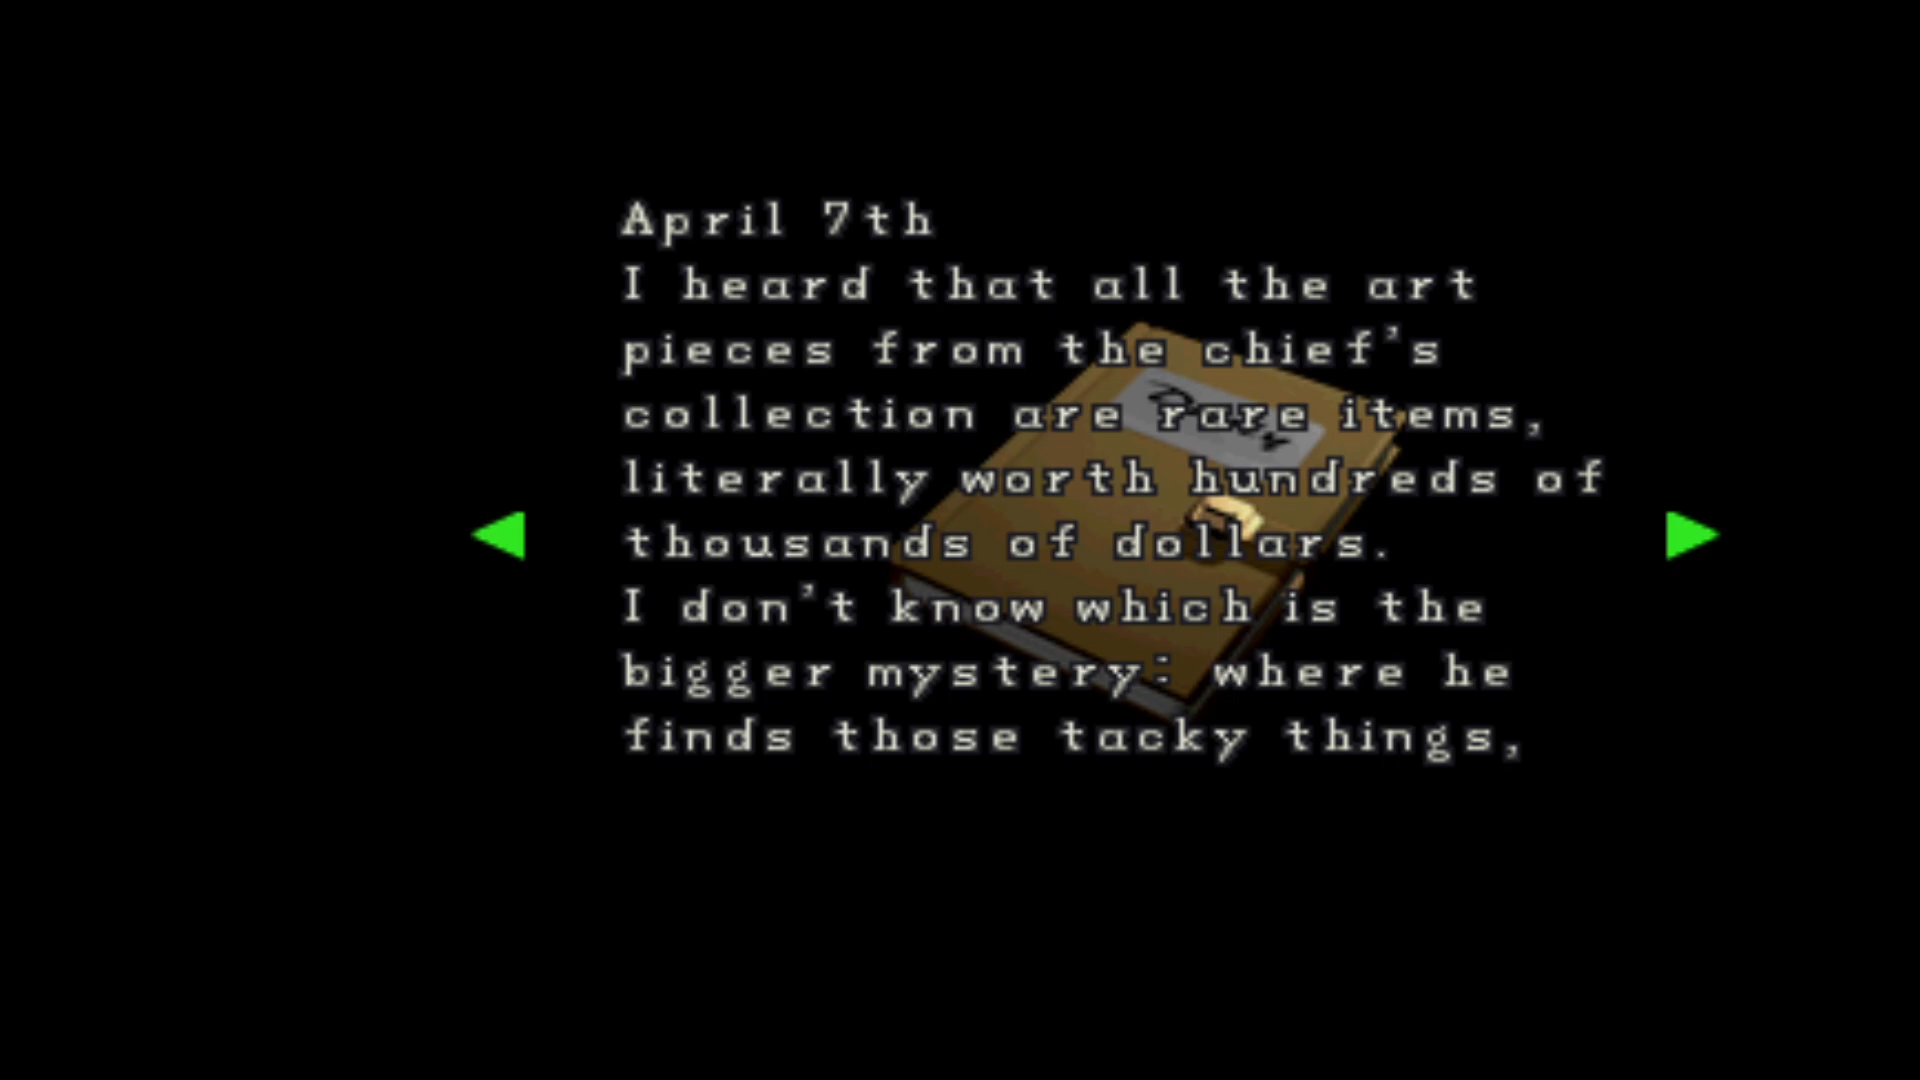 April 7th
I heard that all the art
pieces from the chief's
collection are rare items,
literally worth hundreds of
thousands of dollars.
I don't know which is the
bigger mystery: where he
finds those tacky things,
Diary